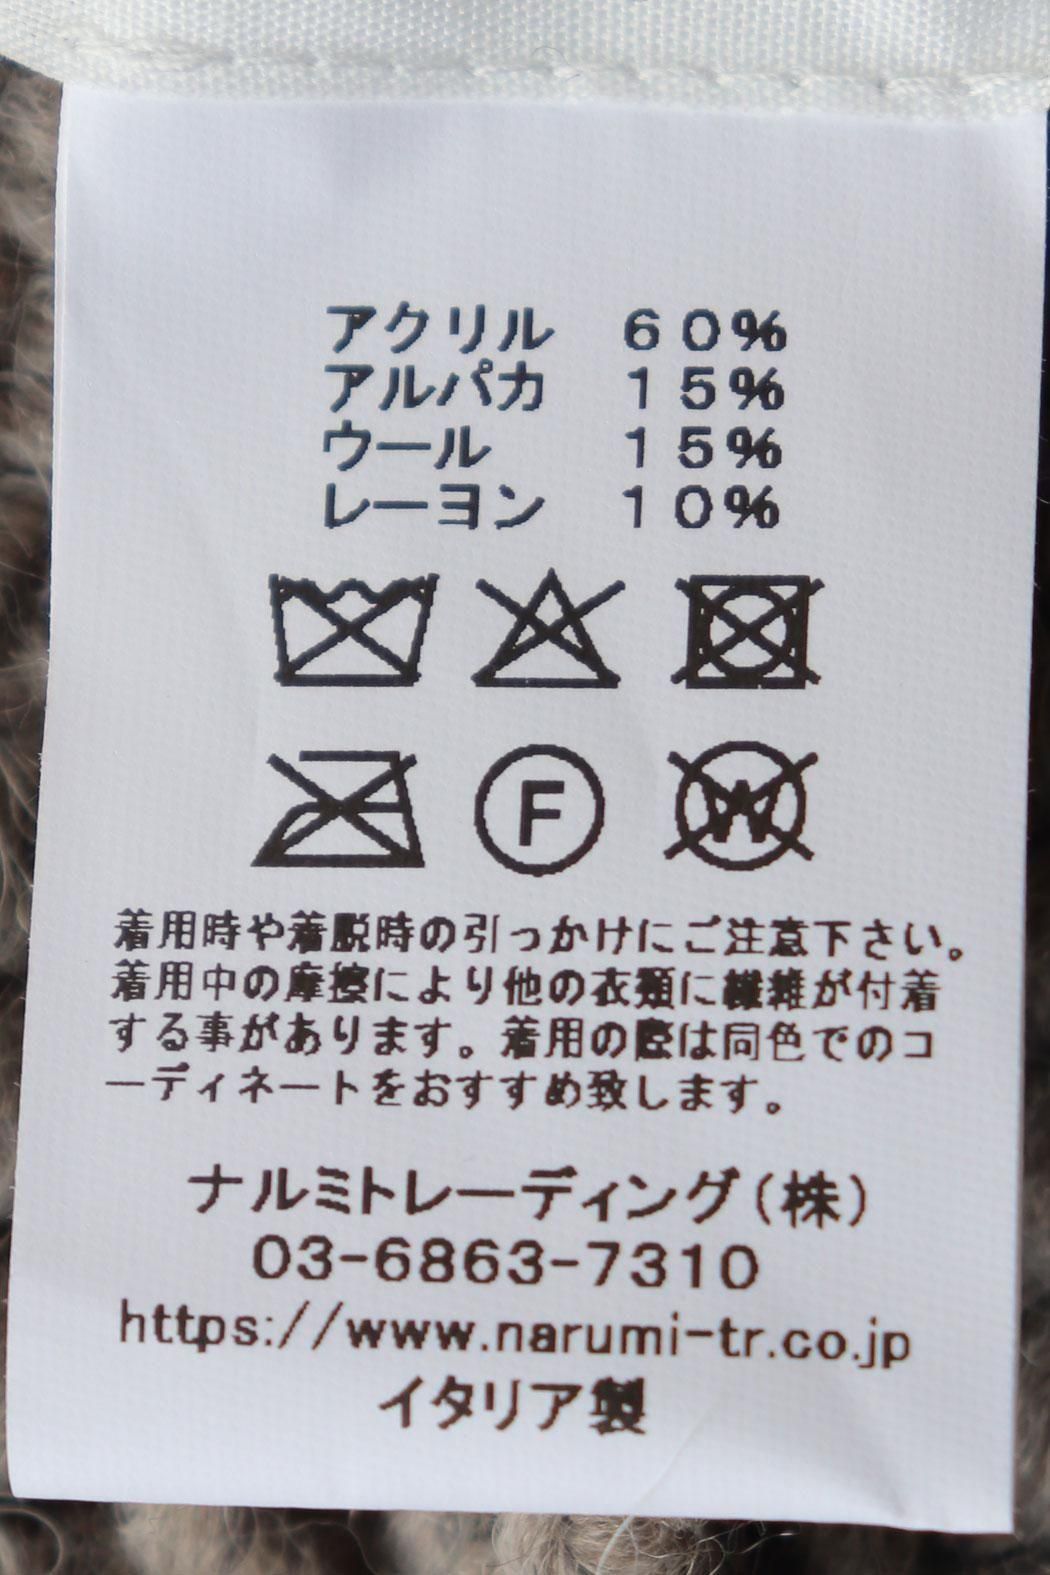 アクリル　６０％
アルパカ　１５％
ウール　　１５％
レーヨン　１０％
F
W
着用時や着脱時の引っかけにご注意下さい。
着用中の摩擦により他の衣類に繊維が付着
する事があります。着用の際は同色でのコ
ーディネートをおすすめ致します。
ナルミトレーディング（株）
03-6863-7310
https://www.narumi-tr.co.jp
イタリア製